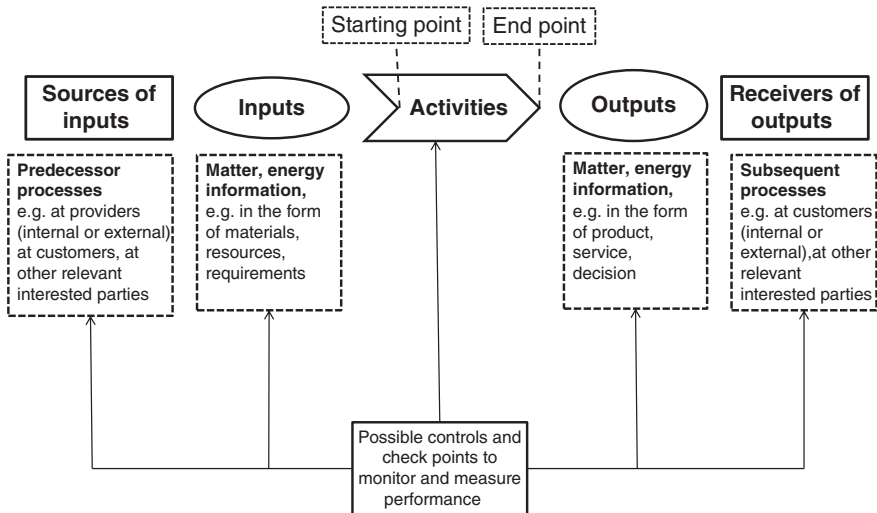 Starting point
End point
Sources of
inputs
Inputs
Activities
Outputs
Receivers of
outputs
Predecessor
processes
e.g. at providers
(internal or external)
at customers, at
other relevant
interested parties
Matter, energy
information,
e.g. in the form
of materials,
resources,
requirements
Matter, energy
information,
e.g. in the form
of product,
service,
decision
Subsequent
processes
e.g. at customers
(internal or
external),at other
relevant
interested parties
Possible controls and
check points to
monitor and measure
performance